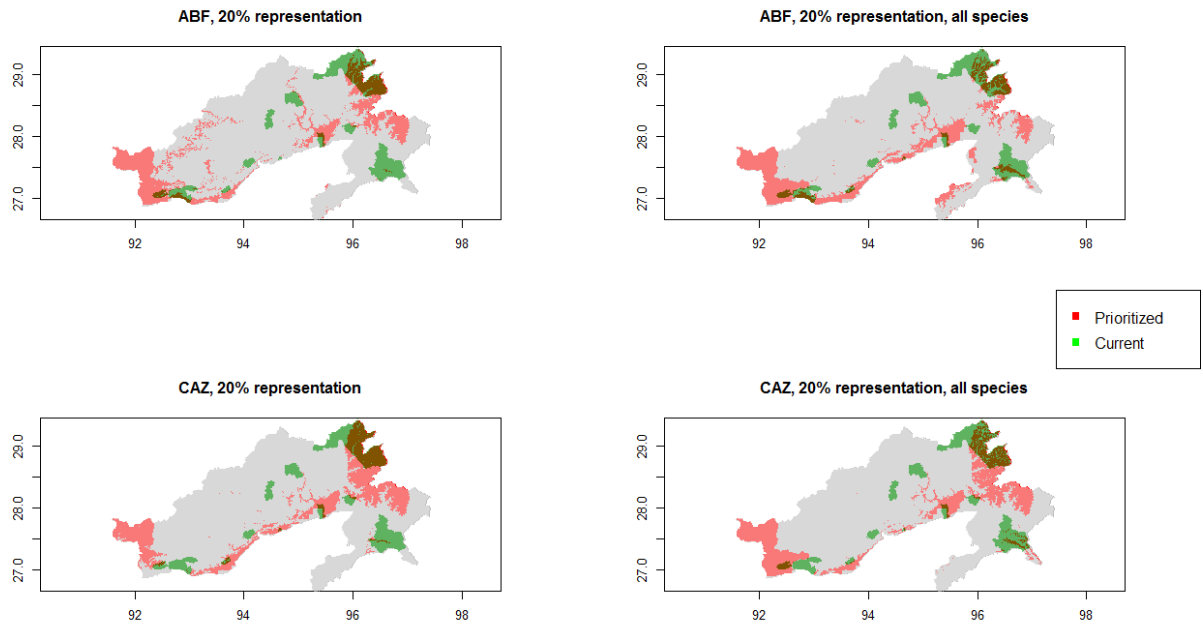 ABF, 20% representation
29.0
28.0
27.0
92 94 96 98
ABF, 20% representation, all species
29.0
28.0
27.0
92 94 96 98
Prioritized
Current
CAZ, 20% representation
29.0
28.0
27.0
92 94 96 98
CAZ, 20% representation, all species
29.0
28.0
27.0
92 94 96 98